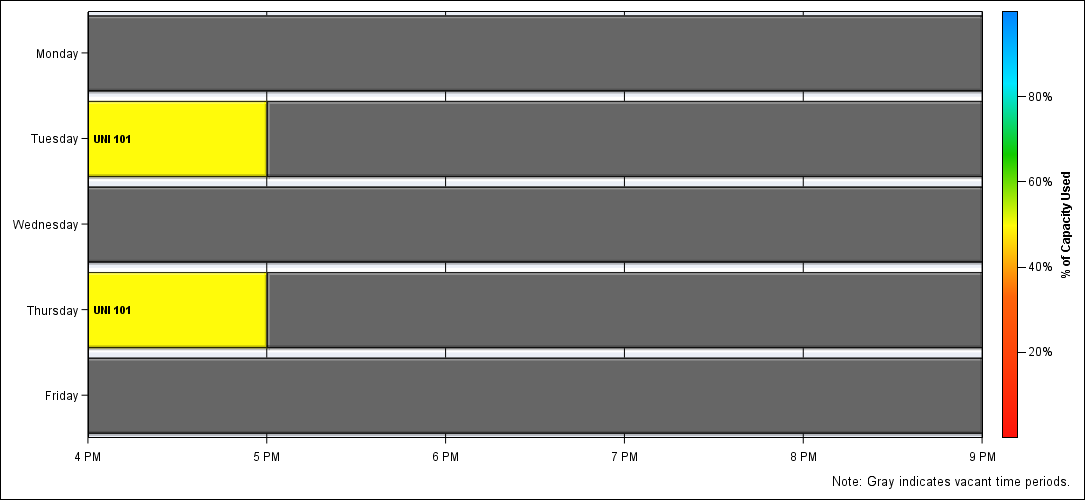 Monday
Tuesday
UNI 101
Wednesday
Thursday
UNI 101
Friday
4 PM
5 PM
6 PM
7 PM
8 PM
9 PM
80%
60%
40%
20%
% of Capacity Used
Note: Gray indicates vacant time periods.